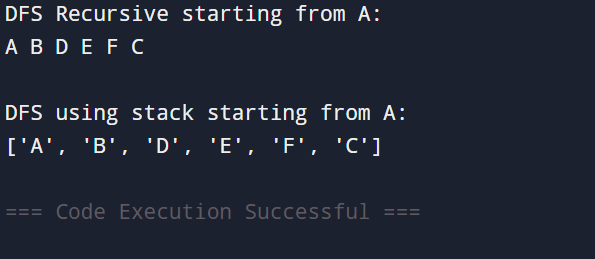 DFS Recursive starting from A:
A B D E F C
DFS using stack starting from A:
['A', 'B', 'D', 'E', 'F', 'C']
=== Code Execution Successful ===